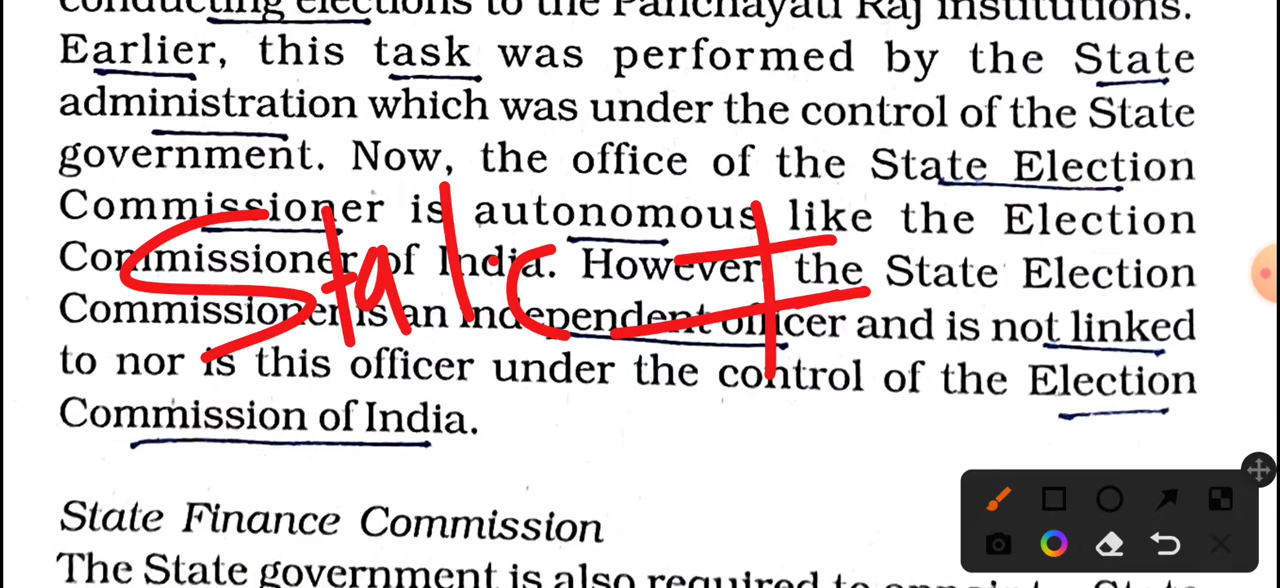 conducting elections to the Panchayati Raj institutions.
Earlier, this task was performed by the State
administration which was under the control of the State
government. Now, the office of the State Election
Commissioner is autonomous like the Election
Commissioner of India. However, the State Election
Commissioner is an independent officer and is not linked
to nor is this officer under the control of the Election
Commission of India.
State Finance Commission
The State government is also required to